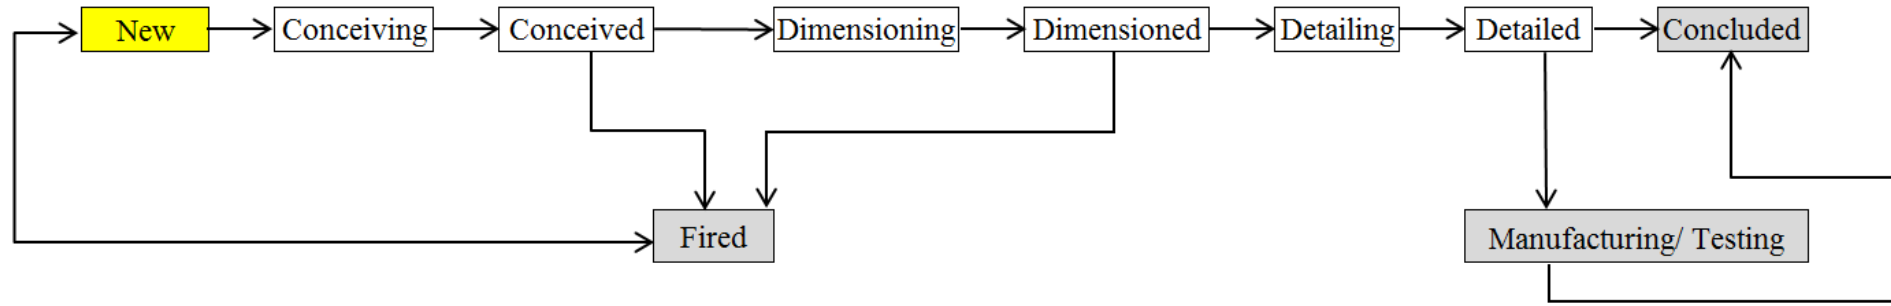 New
Conceiving
Conceived
Dimensioning
Dimensioned
Detailing
Detailed
Concluded
Fired
Manufacturing/ Testing